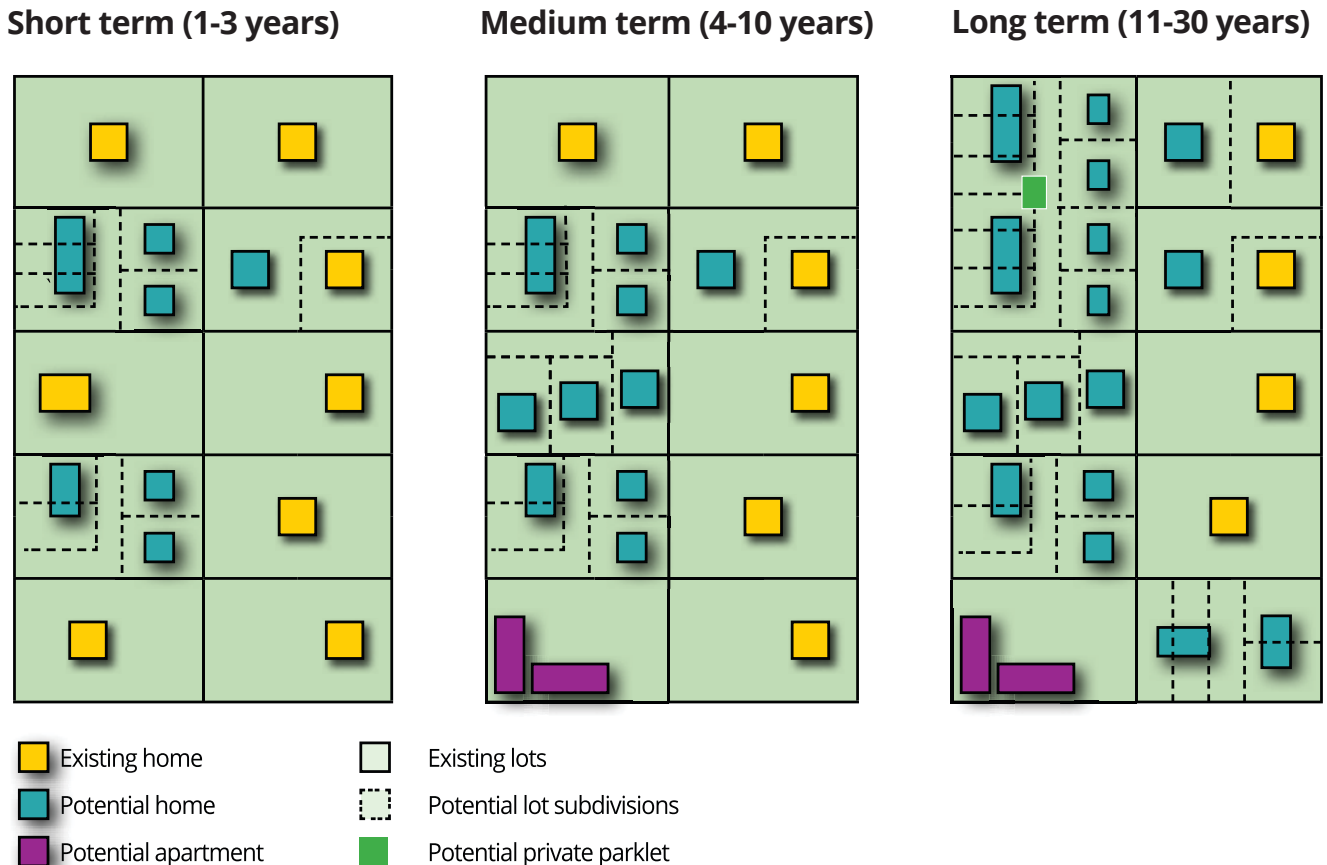 Short term (1-3 years)
Medium term (4-10 years)
Long term (11-30 years)
Existing home
Existing lots
Potential home
Potential lot subdivisions
Potential apartment
Potential private parklet